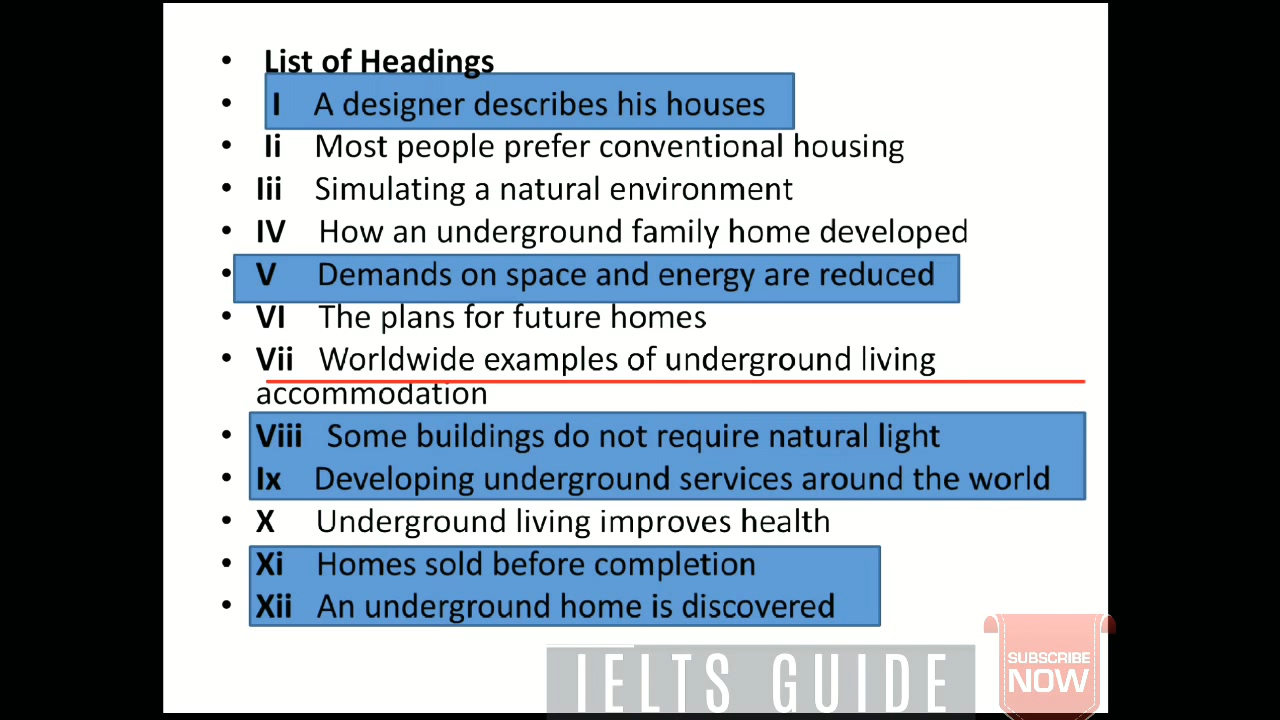 • List of Headings
• I A designer describes his houses
• Ii Most people prefer conventional housing
• Iii Simulating a natural environment
• IV How an underground family home developed
• V Demands on space and energy are reduced
• VI The plans for future homes
• Vii Worldwide examples of underground living
accommodation
• Viii Some buildings do not require natural light
• Ix Developing underground services around the world
• X Underground living improves health
• Xi Homes sold before completion
• Xii An underground home is discovered
IELTS GUIDE
SUBSCRIBE
NOW